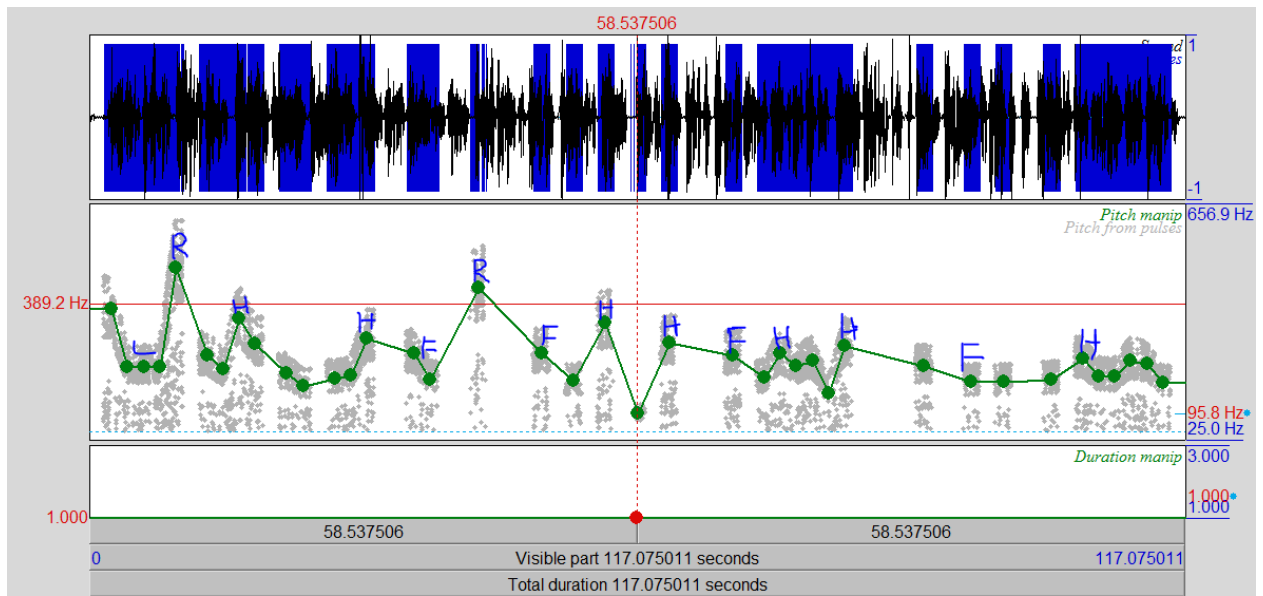 58.537506
Sound
1
es
-1
Pitch manip
656.9 Hz
Pitch from pulses
R
L
H
H
F
R
F
H
H
F
H
H
F
H
389.2 Hz
95.8 Hz
25.0 Hz
Duration manip
3.000
1.000
1.000
1.000
58.537506
58.537506
0
Visible part 117.075011 seconds
117.075011
Total duration 117.075011 seconds